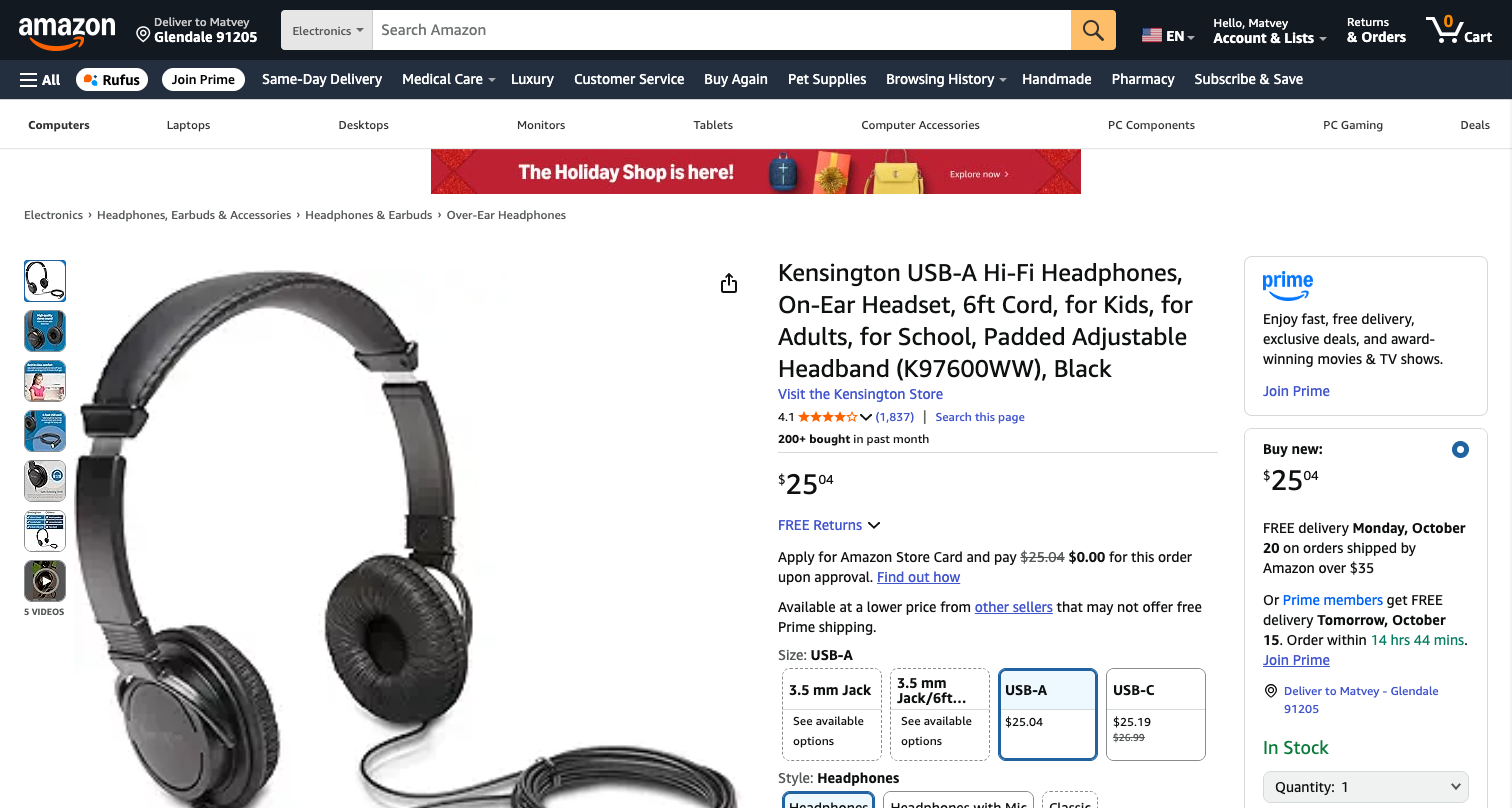 amazon
Deliver to Matvey
Glendale 91205
Electronics
Search Amazon
EN
Hello, Matvey
Account & Lists
Returns
& Orders
0
Cart
All
Rufus
Join Prime
Same-Day Delivery
Medical Care
Luxury
Customer Service
Buy Again
Pet Supplies
Browsing History
Handmade
Pharmacy
Subscribe & Save
Computers
Laptops
Desktops
Monitors
Tablets
Computer Accessories
PC Components
PC Gaming
Deals
The Holiday Shop is here!
Explore now ›
Electronics › Headphones, Earbuds & Accessories › Headphones & Earbuds › Over-Ear Headphones
5 VIDEOS
Kensington USB-A Hi-Fi Headphones,
On-Ear Headset, 6ft Cord, for Kids, for
Adults, for School, Padded Adjustable
Headband (K97600WW), Black
Visit the Kensington Store
4.1 (1,837) | Search this page
200+ bought in past month
$2504
FREE Returns
Apply for Amazon Store Card and pay $25.04 $0.00 for this order
upon approval. Find out how
Available at a lower price from other sellers that may not offer free
Prime shipping.
Size: USB-A
3.5 mm Jack
See available
options
3.5 mm
Jack/6ft...
See available
options
USB-A
$25.04
USB-C
$25.19
$26.99
Style: Headphones
Headphones
Headphones with Mic
Classic
prime
Enjoy fast, free delivery,
exclusive deals, and award-
winning movies & TV shows.
Join Prime
Buy new:
$2504
FREE delivery Monday, October
20 on orders shipped by
Amazon over $35
Or Prime members get FREE
delivery Tomorrow, October
15. Order within 14 hrs 44 mins.
Join Prime
Deliver to Matvey - Glendale
91205
In Stock
Quantity: 1